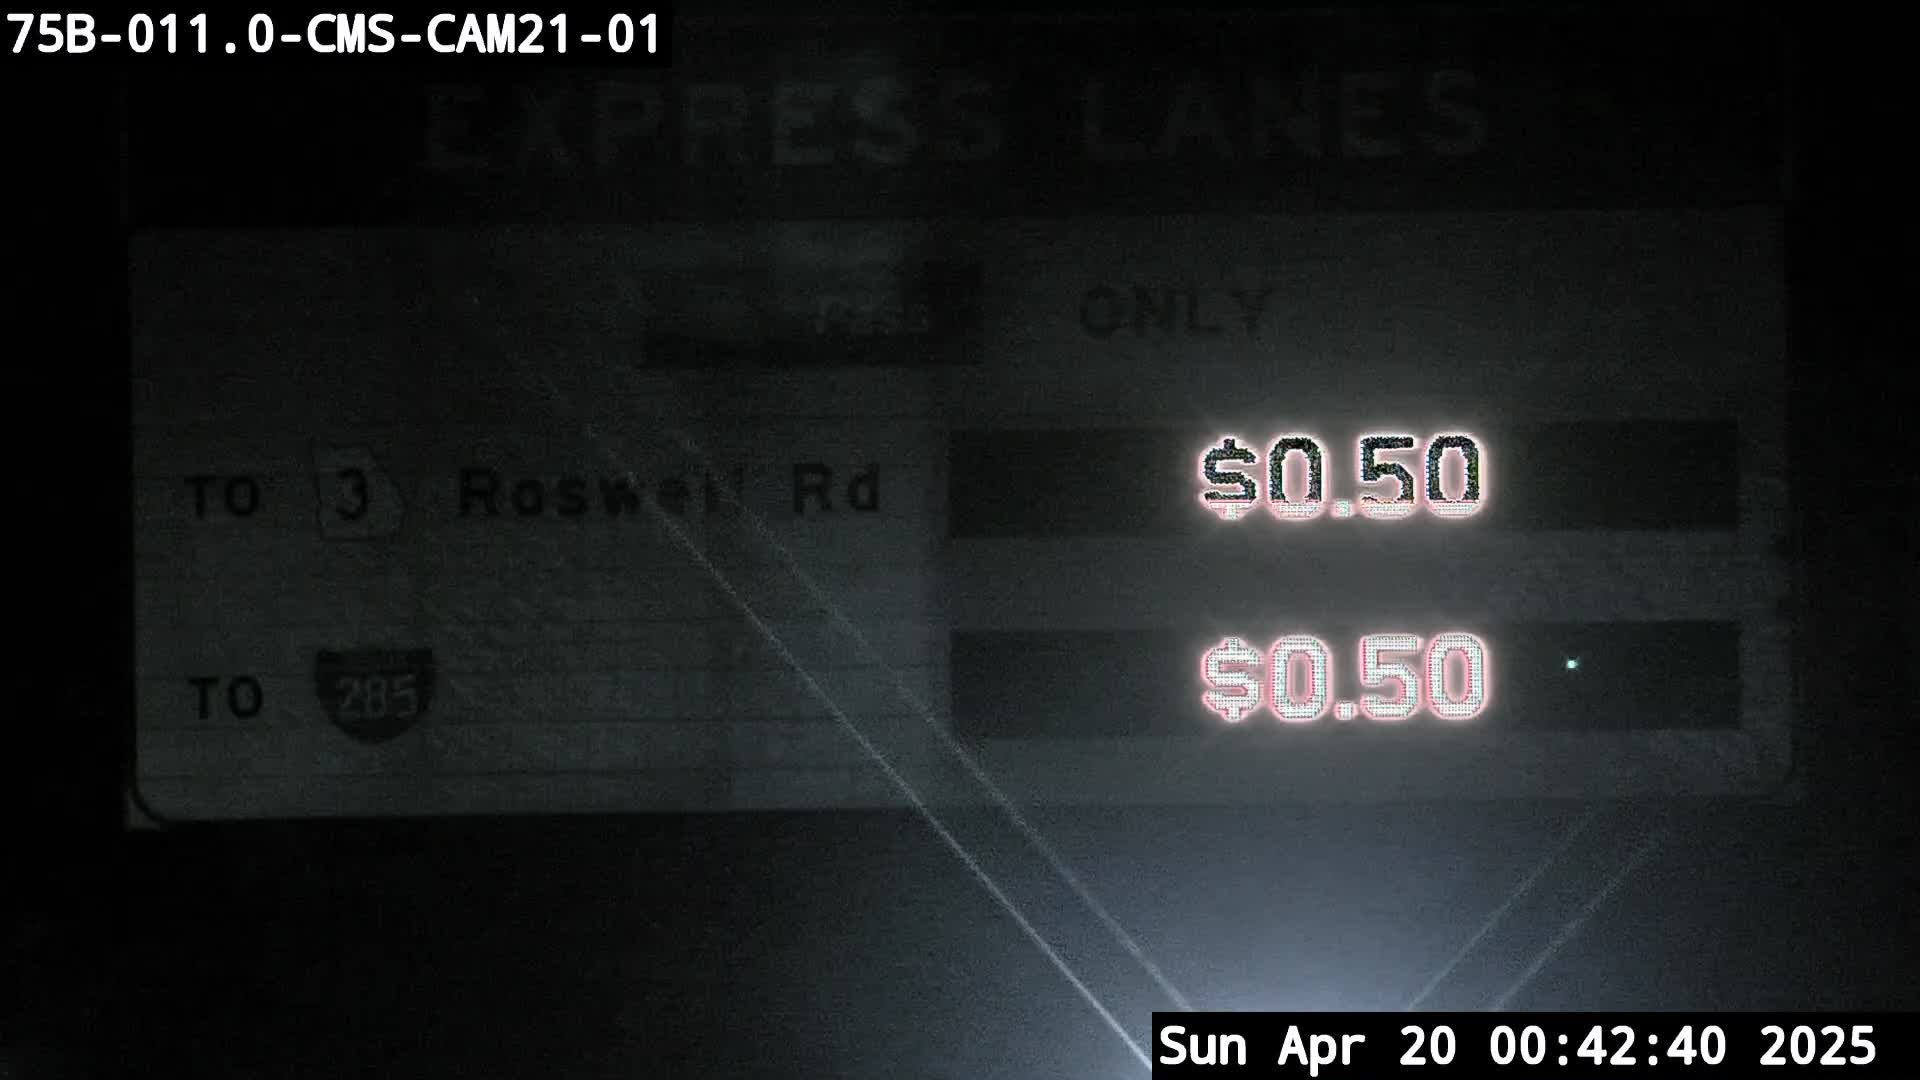 75B-011.0-CMS-CAM21-01
EXPRESS LANES
ONLY
TO 3 Roswell Rd $0.50
TO 285 $0.50
Sun Apr 20 00:42:40 2025